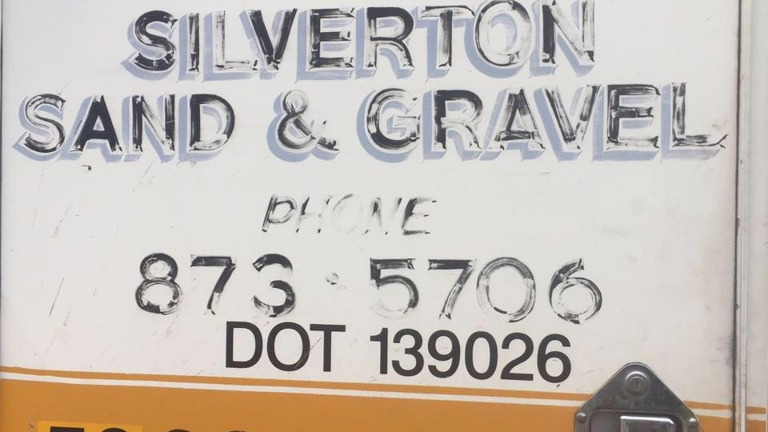 SILVERTON
SAND & GRAVEL
PHONE
873·5706
DOT 139026